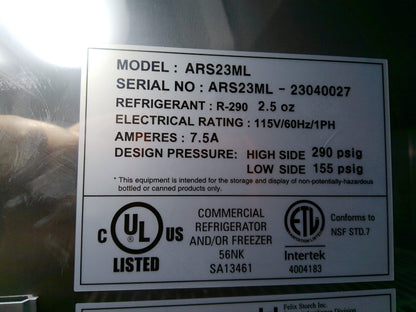 MODEL : ARS23ML
SERIAL NO : ARS23ML - 23040027
REFRIGERANT : R-290 2.5 oz
ELECTRICAL RATING : 115V/60Hz/1PH
AMPERES : 7.5A
DESIGN PRESSURE: HIGH SIDE 290 psig
LOW SIDE 155 psig
* This equipment is intended for the storage and display of non-potentially-hazardous
bottled or canned products only.
C UL US
LISTED
COMMERCIAL
REFRIGERATOR
AND/OR FREEZER
56NK
SA13461
ETL
Intertek
4004183
Conforms to
NSF STD.7
Felix Storch Inc.